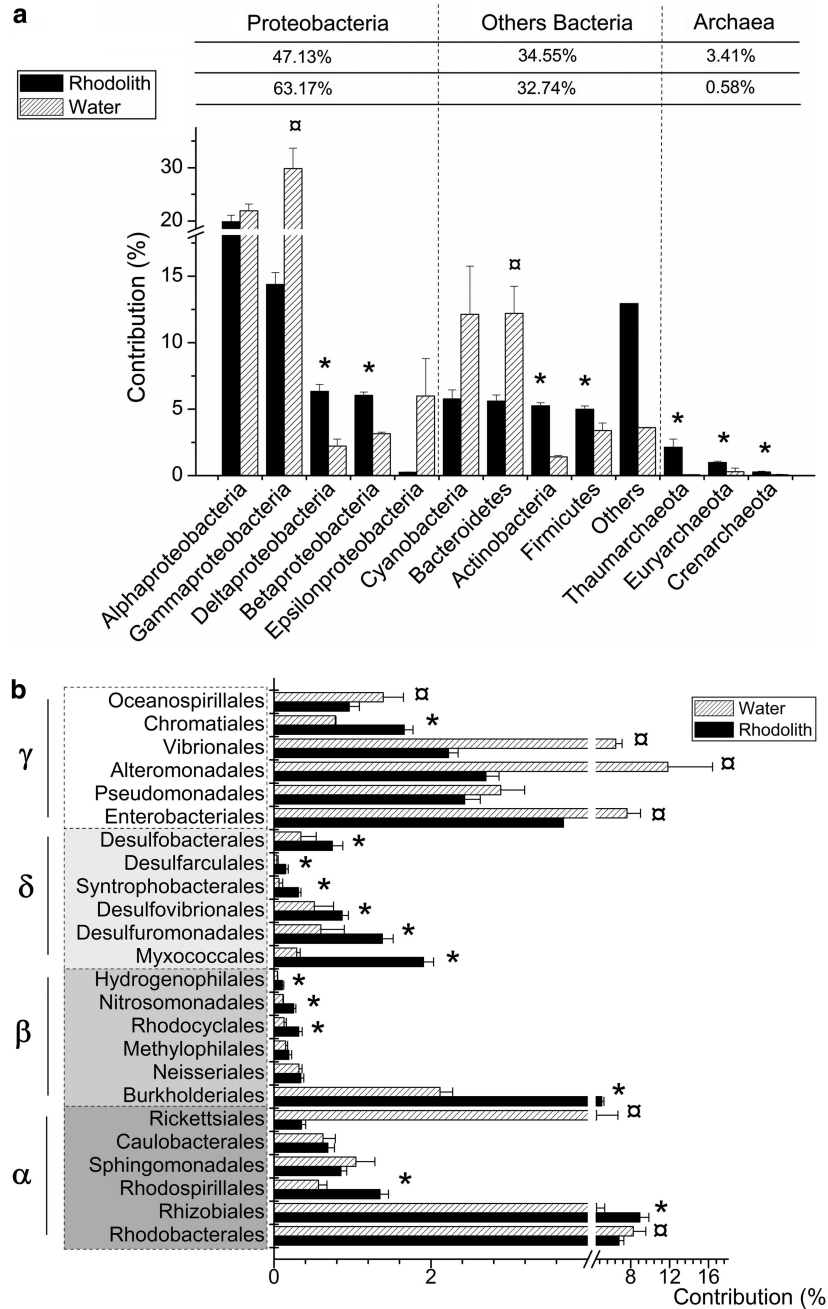 a
Proteobacteria Others Bacteria Archaea
47.13% 34.55% 3.41%
63.17% 32.74% 0.58%
Rhodolith
Water
Contribution (%)
30
20
15
10
5
0
¤
*
*
¤
*
*
*
*
*
Alphaproteobacteria
Gammaproteobacteria
Deltaproteobacteria
Betaproteobacteria
Epsilonproteobacteria
Cyanobacteria
Bacteroidetes
Actinobacteria
Firmicutes
Others
Thaumarchaeota
Euryarchaeota
Crenarchaeota
b
Water
Rhodolith
γ
Oceanospirillales ¤
Chromatiales *
Vibrionales ¤
Alteromonadales ¤
Pseudomonadales
Enterobacteriales ¤
δ
Desulfobacterales *
Desulfarculales *
Syntrophobacterales *
Desulfovibrionales *
Desulfuromonadales *
Myxococcales *
β
Hydrogenophilales *
Nitrosomonadales *
Rhodocyclales *
Methylophilales
Neisseriales
Burkholderiales *
α
Rickettsiales ¤
Caulobacterales
Sphingomonadales
Rhodospirillales *
Rhizobiales *
Rhodobacterales ¤
0 2 8 12 16
Contribution (%